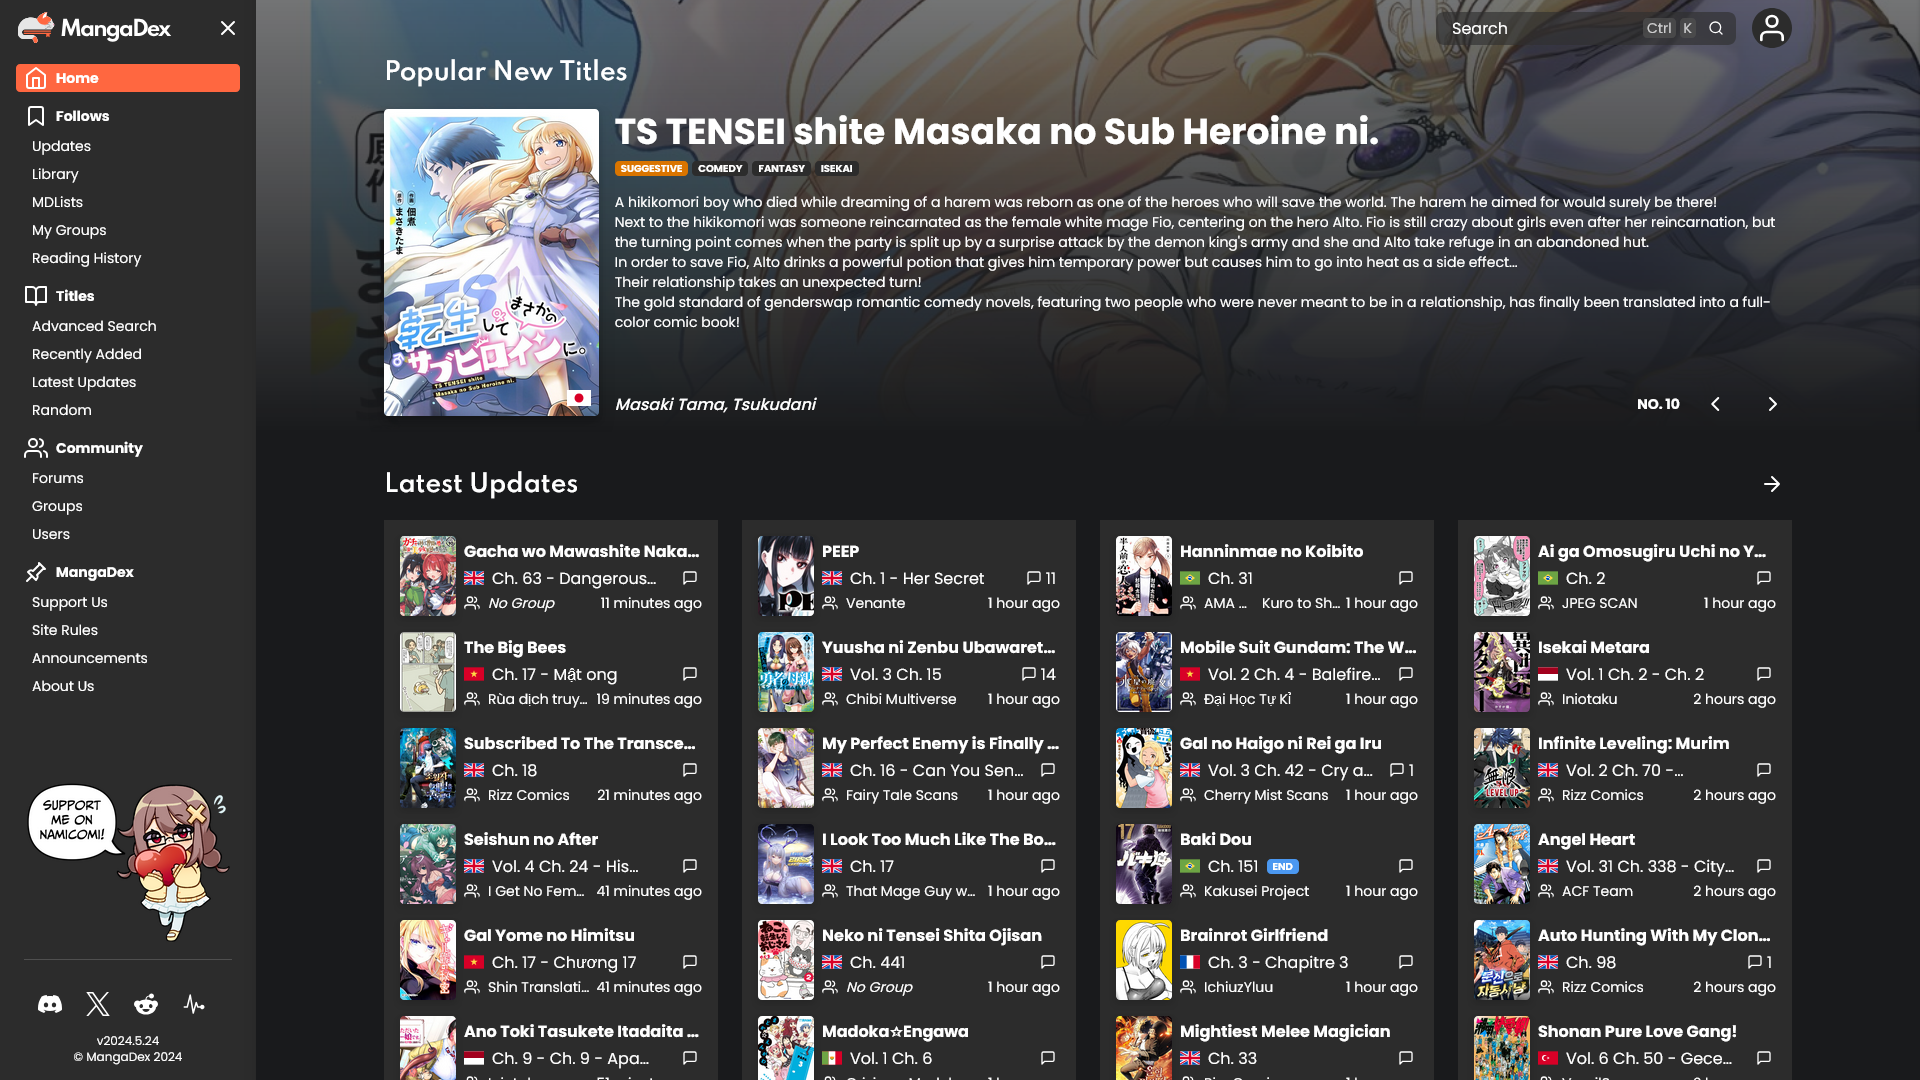 MangaDex
Home
Follows
Updates
Library
MDLists
My Groups
Reading History
Titles
Advanced Search
Recently Added
Latest Updates
Random
Community
Forums
Groups
Users
MangaDex
Support Us
Site Rules
Announcements
About Us
SUPPORT
ME ON
NAMICOMI!
v2024.5.24
© MangaDex 2024
Search
Ctrl K
Popular New Titles
TS TENSEI shite Masaka no Sub Heroine ni.
SUGGESTIVE COMEDY FANTASY ISEKAI
A hikikomori boy who died while dreaming of a harem was reborn as one of the heroes who will save the world. The harem he aimed for would surely be there!
Next to the hikikomori was someone reincarnated as the female white mage Fio, centering on the hero Alto. Fio is still crazy about girls even after her reincarnation, but
the turning point comes when the party is split up by a surprise attack by the demon king's army and she and Alto take refuge in an abandoned hut.
In order to save Fio, Alto drinks a powerful potion that gives him temporary power but causes him to go into heat as a side effect…
Their relationship takes an unexpected turn!
The gold standard of genderswap romantic comedy novels, featuring two people who were never meant to be in a relationship, has finally been translated into a full-
color comic book!
Masaki Tama, Tsukudani
NO. 10
転生してまさかの
サブヒロインに。
TS TENSEI shite
Masaka no Sub Heroine ni.
Latest Updates
Gacha wo Mawashite Naka...
Ch. 63 - Dangerous...
No Group 11 minutes ago
The Big Bees
Ch. 17 - Mật ong
Rùa dịch truy... 19 minutes ago
Subscribed To The Transce...
Ch. 18
Rizz Comics 21 minutes ago
Seishun no After
Vol. 4 Ch. 24 - His...
I Get No Fem... 41 minutes ago
Gal Yome no Himitsu
Ch. 17 - Chương 17
Shin Translati... 41 minutes ago
Ano Toki Tasukete Itadaita ...
Ch. 9 - Ch. 9 - Apa...
PEEP
Ch. 1 - Her Secret 11
Venante 1 hour ago
Yuusha ni Zenbu Ubawaret...
Vol. 3 Ch. 15 14
Chibi Multiverse 1 hour ago
My Perfect Enemy is Finally ...
Ch. 16 - Can You Sen...
Fairy Tale Scans 1 hour ago
I Look Too Much Like The Bo...
Ch. 17
That Mage Guy w... 1 hour ago
Neko ni Tensei Shita Ojisan
Ch. 441
No Group 1 hour ago
Madoka☆Engawa
Vol. 1 Ch. 6
Hanninmae no Koibito
Ch. 31
AMA ... Kuro to Sh... 1 hour ago
Mobile Suit Gundam: The W...
Vol. 2 Ch. 4 - Balefire...
Đại Học Tự Kỉ 1 hour ago
Gal no Haigo ni Rei ga Iru
Vol. 3 Ch. 42 - Cry a... 1
Cherry Mist Scans 1 hour ago
Baki Dou
Ch. 151 END
Kakusei Project 1 hour ago
Brainrot Girlfriend
Ch. 3 - Chapitre 3
IchiuzYluu 1 hour ago
Mightiest Melee Magician
Ch. 33
Ai ga Omosugiru Uchi no Y...
Ch. 2
JPEG SCAN 1 hour ago
Isekai Metara
Vol. 1 Ch. 2 - Ch. 2
Iniotaku 2 hours ago
Infinite Leveling: Murim
Vol. 2 Ch. 70 -...
Rizz Comics 2 hours ago
Angel Heart
Vol. 31 Ch. 338 - City...
ACF Team 2 hours ago
Auto Hunting With My Clon...
Ch. 98 1
Rizz Comics 2 hours ago
Shonan Pure Love Gang!
Vol. 6 Ch. 50 - Gece...